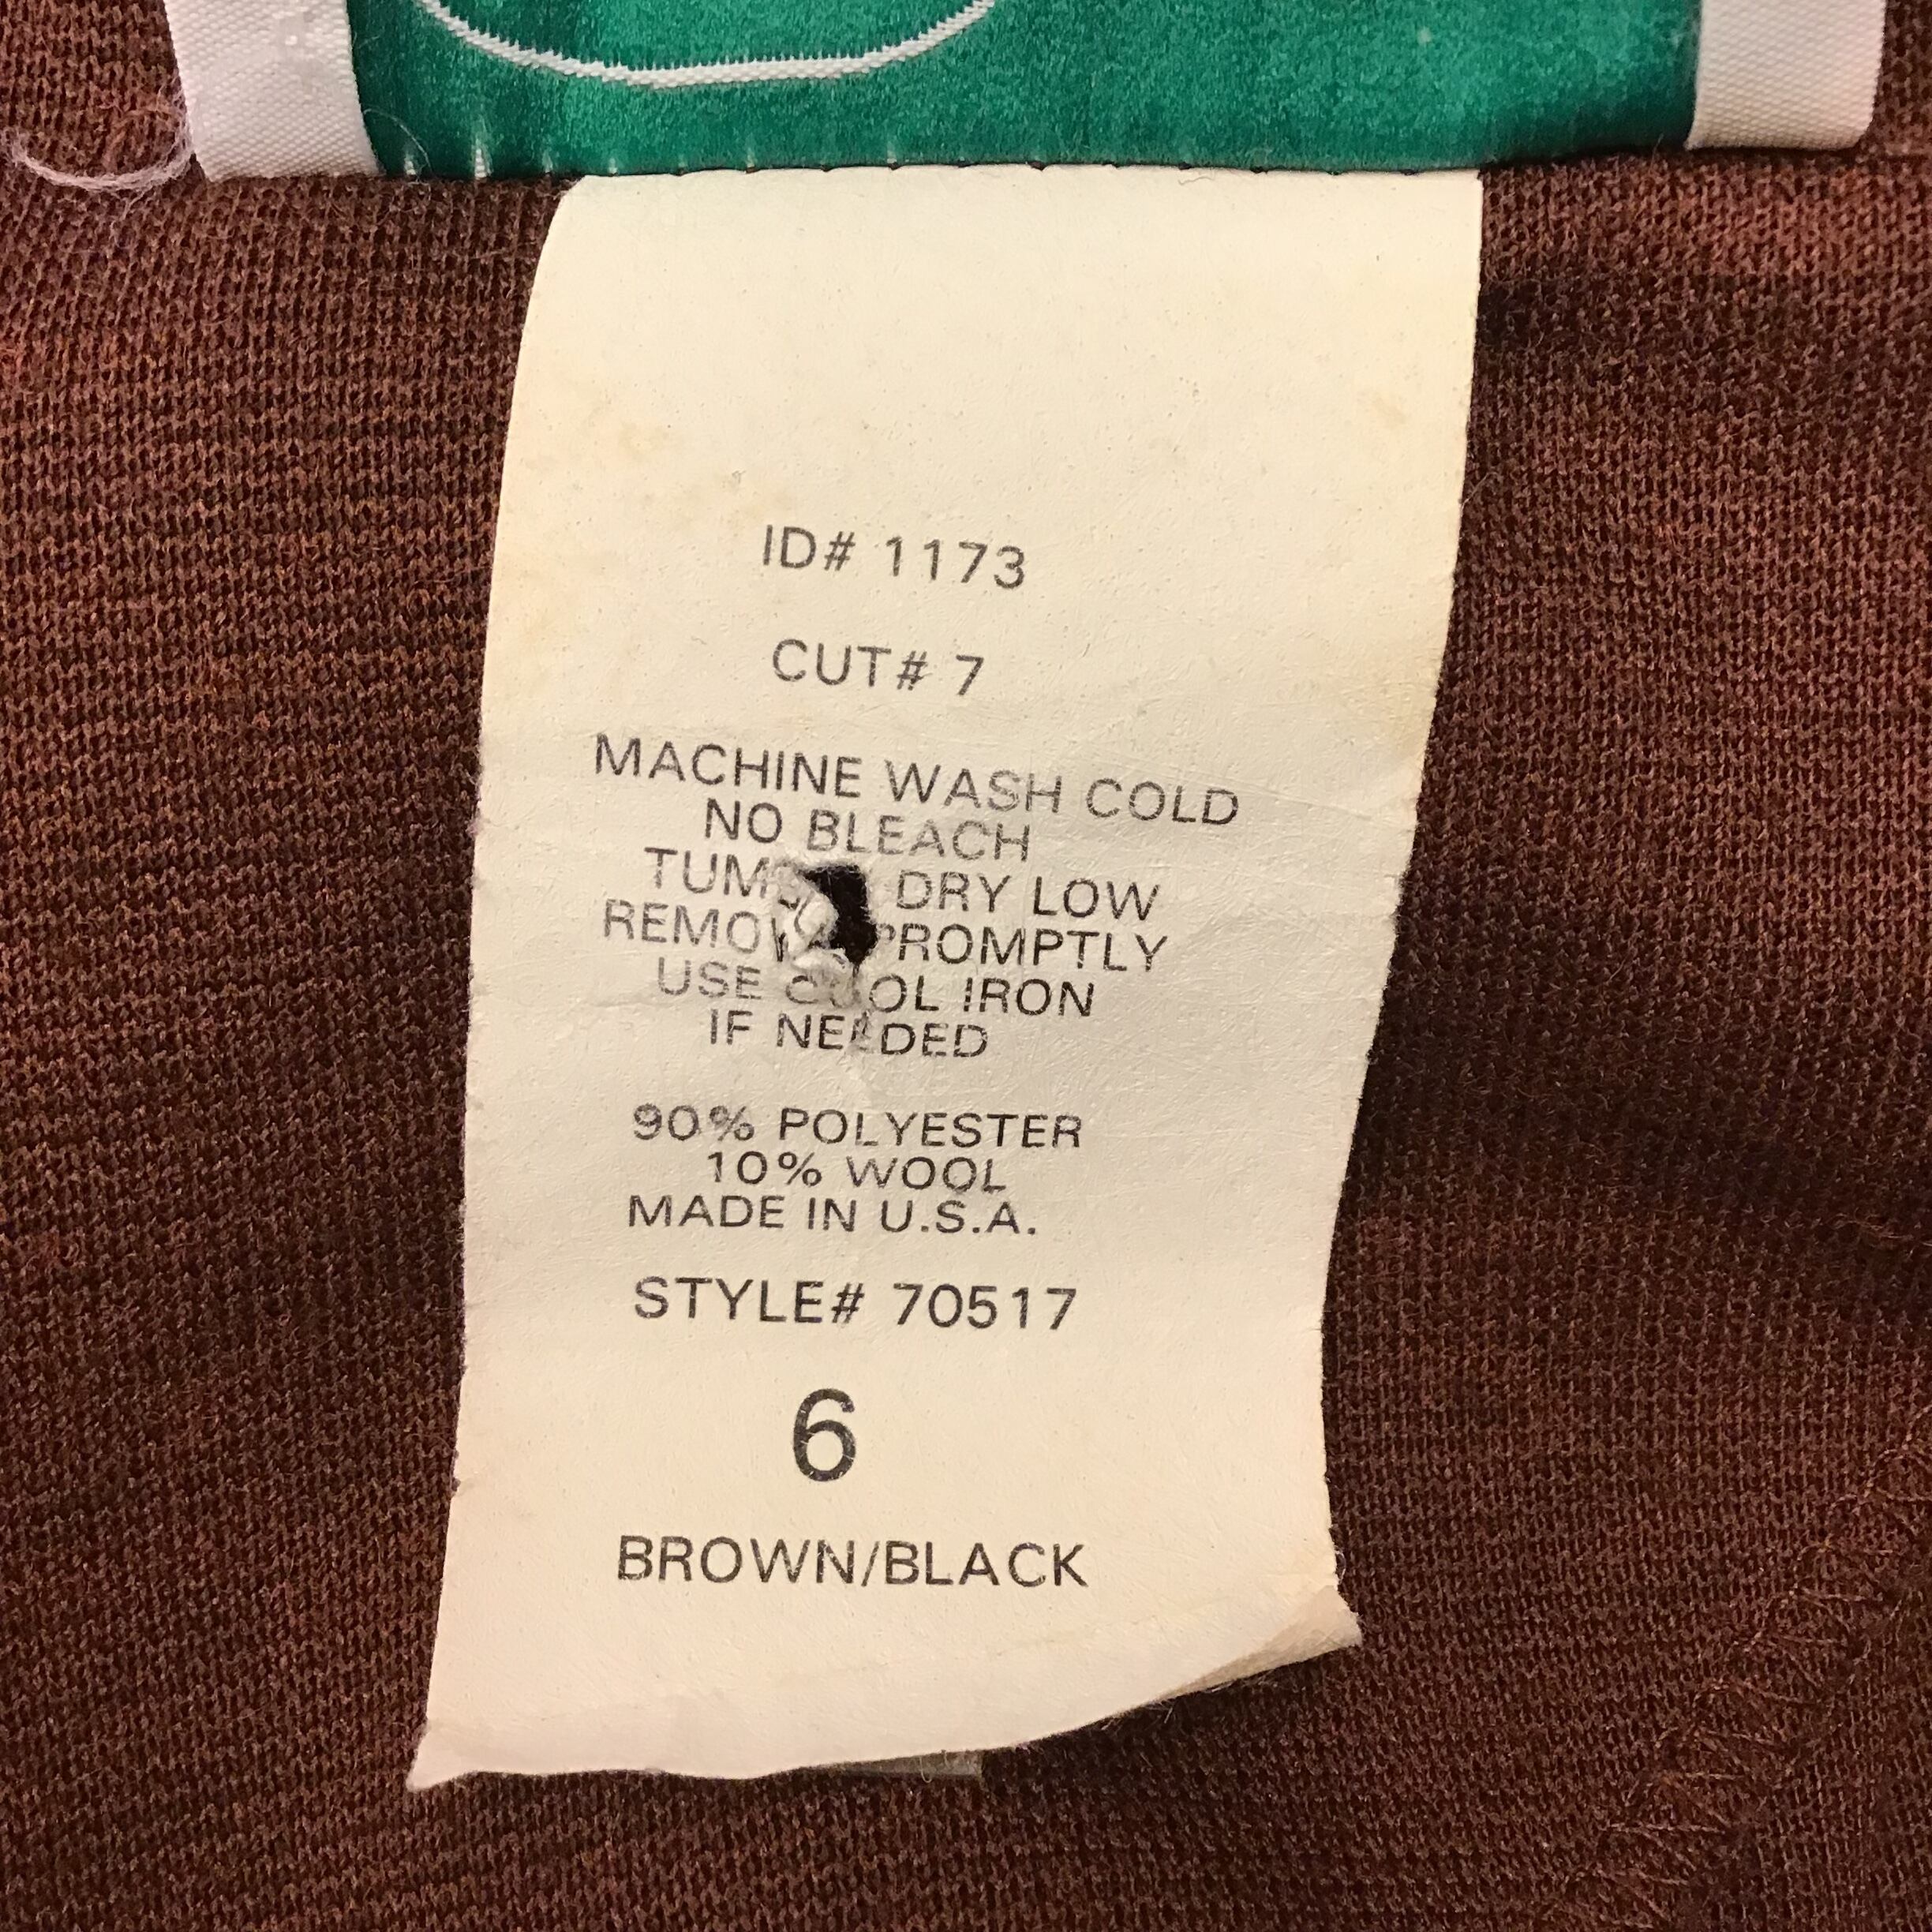 ID# 1173
CUT# 7
MACHINE WASH COLD
NO BLEACH
DRY LOW
PROMPTLY
USE COOL IRON
IF NEEDED
90% POLYESTER
10% WOOL
MADE IN U.S.A.
STYLE# 70517
6
BROWN/BLACK